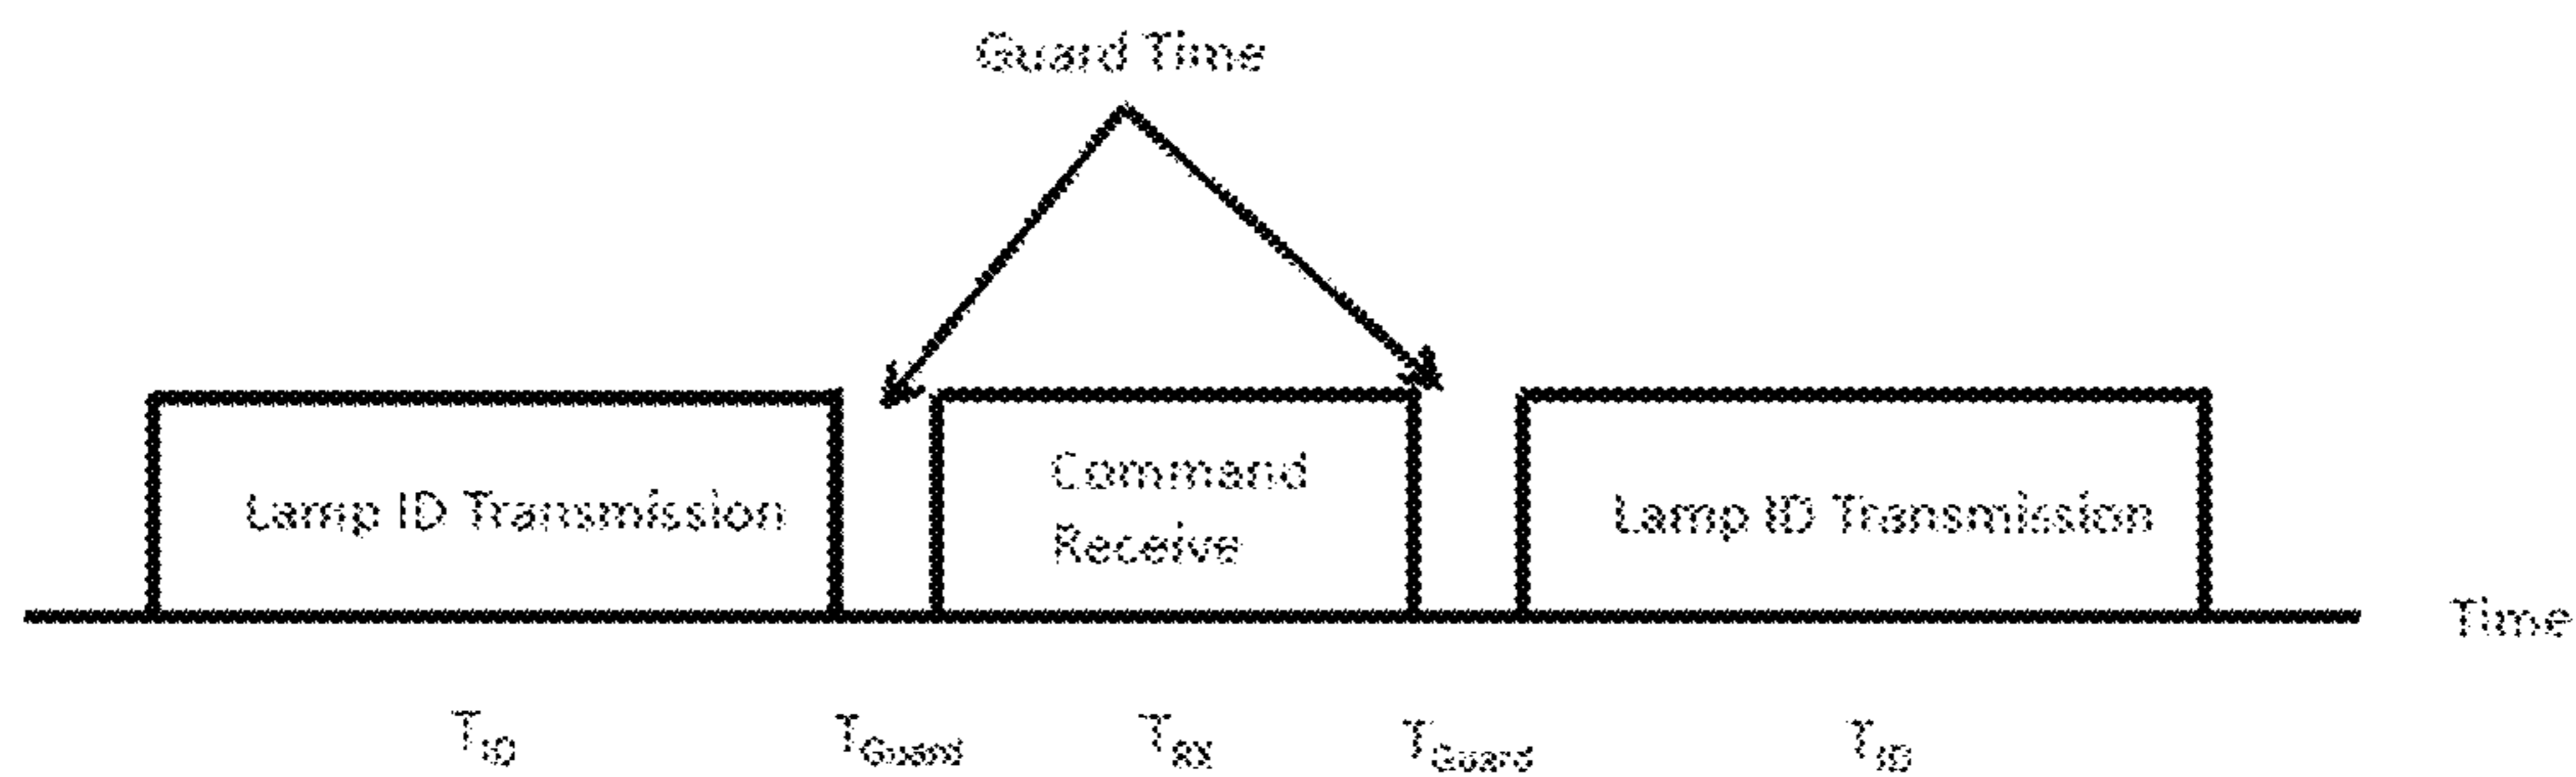 Guard Time
Lamp ID Transmission
Command
Receive
Lamp ID Transmission
Time
T_ID T_Guard T_RX T_Guard T_ID